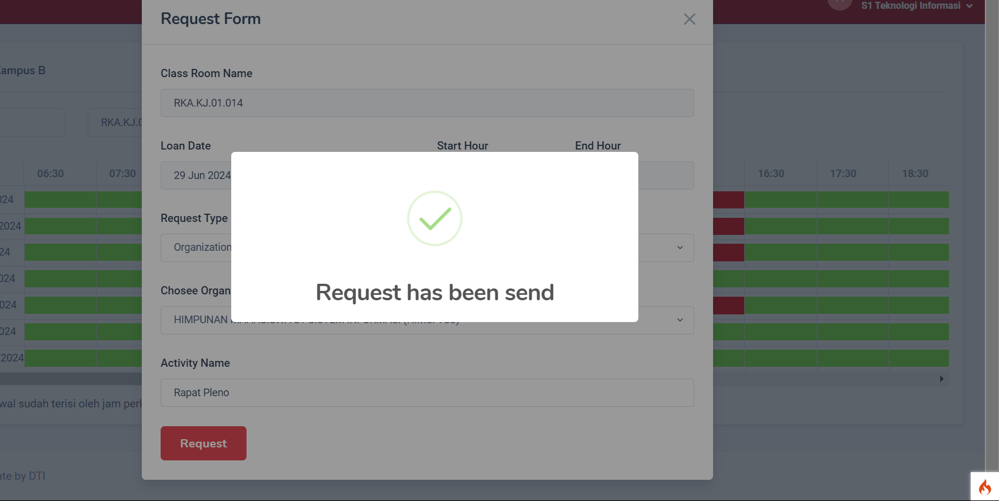 Request Form
S1 Teknologi Informasi
Kampus B
Class Room Name
RKA.KJ.01.014
RKA.KJ.0
Loan Date
Start Hour
End Hour
29 Jun 2024
06:30
07:30
16:30
17:30
18:30
024
2024
24
024
024
024
2024
Request Type
Organization
Request has been send
Chosee Organ
HIMPUNAN
Activity Name
Rapat Pleno
wal sudah terisi oleh jam perk
Request
ate by DTI